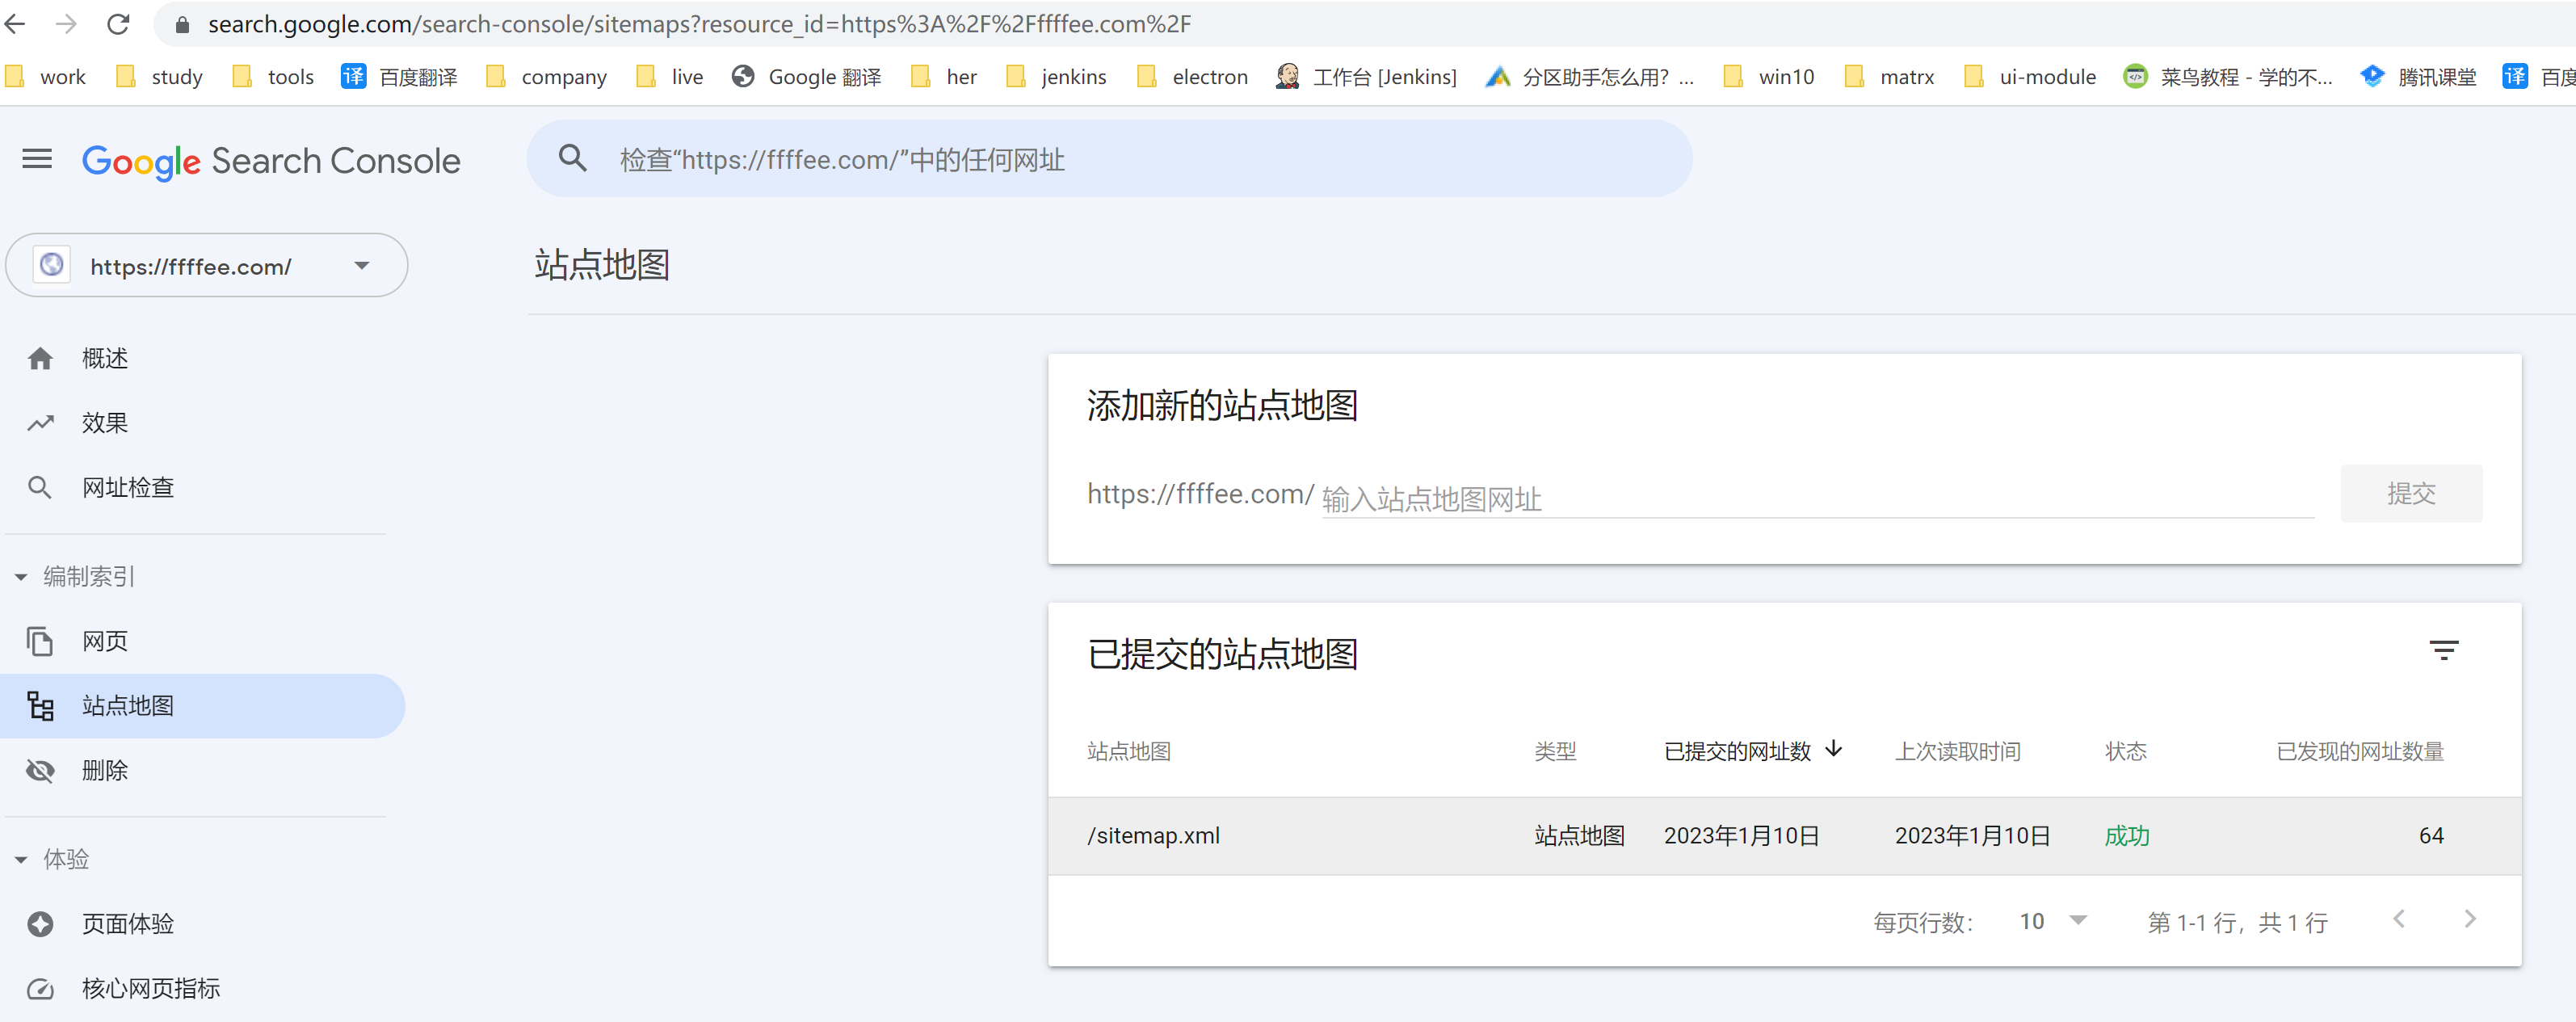 search.google.com/search-console/sitemaps?resource_id=https%3A%2F%2Fffffee.com%2F
work study tools 译 百度翻译 company live Google 翻译 her jenkins electron 工作台 [Jenkins] 分区助手怎么用? ... win10 matrx ui-module 菜鸟教程 - 学的不... 腾讯课堂 译 百度
Google Search Console
检查“https://ffffee.com/”中的任何网址
https://ffffee.com/
站点地图
概述
效果
网址检查
编制索引
网页
站点地图
删除
体验
页面体验
核心网页指标
添加新的站点地图
https://ffffee.com/ 输入站点地图网址 提交
已提交的站点地图
站点地图 类型 已提交的网址数 上次读取时间 状态 已发现的网址数量
/sitemap.xml 站点地图 2023年1月10日 2023年1月10日 成功 64
每页行数: 10 第 1-1 行，共 1 行